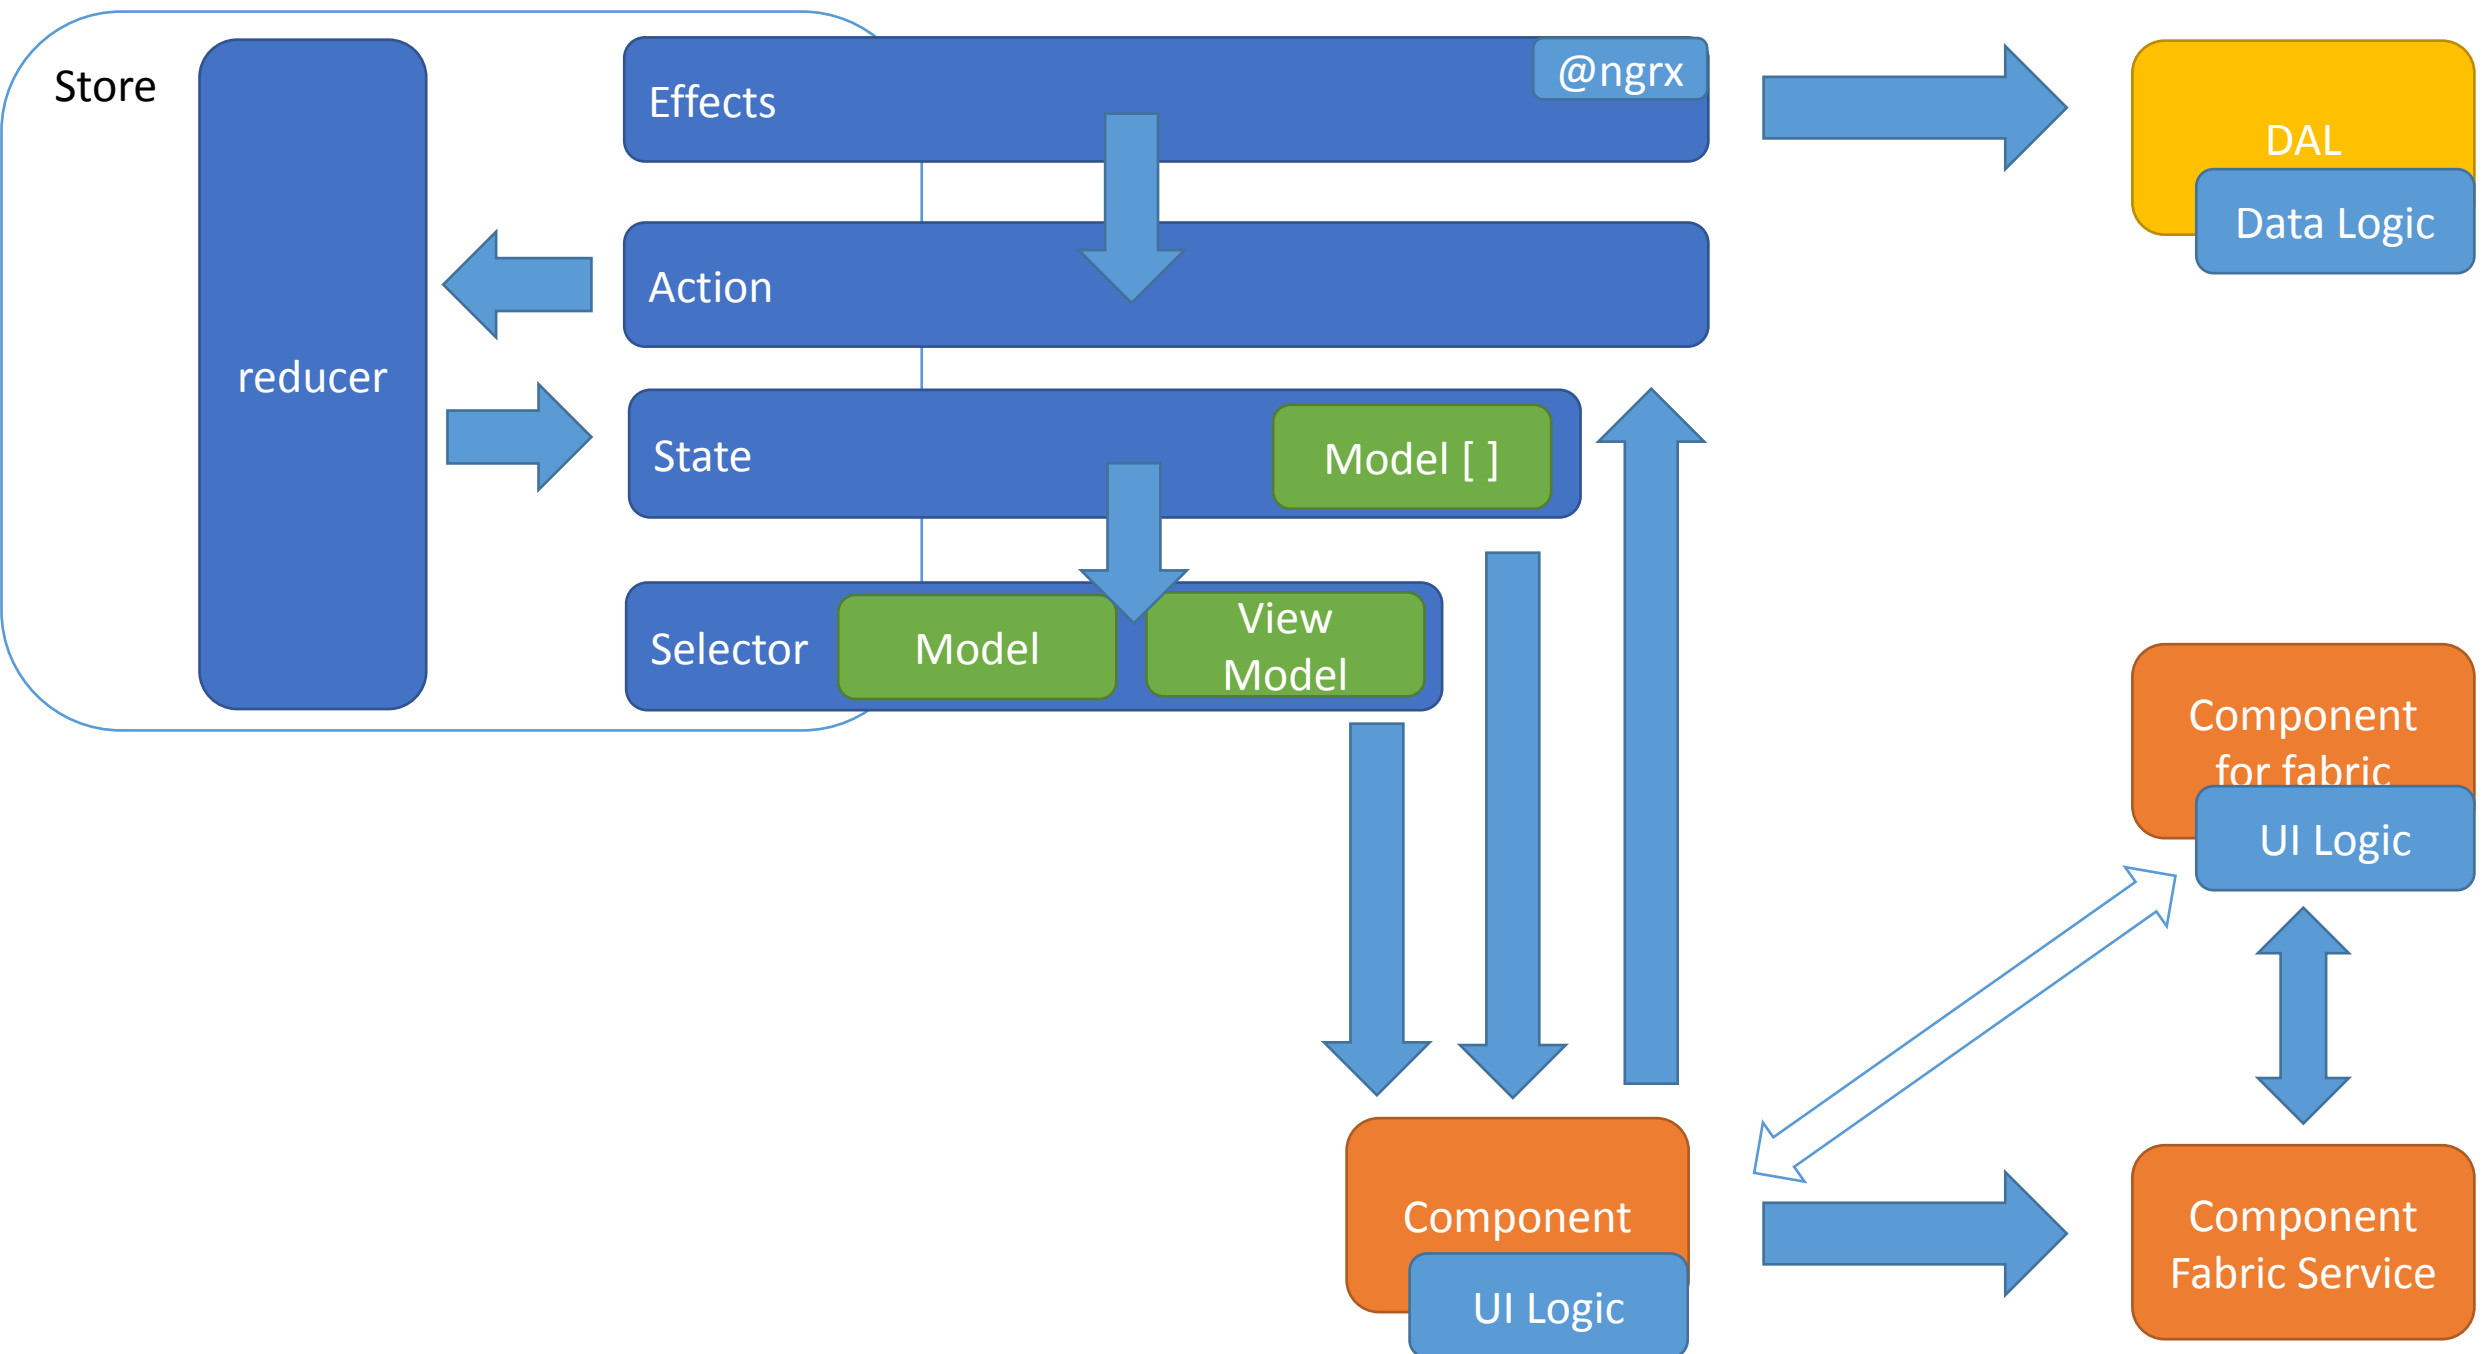 Store
reducer
Effects
@ngrx
Action
State
Model [ ]
Selector
Model
View
Model
DAL
Data Logic
Component
for fabric
UI Logic
Component
UI Logic
Component
Fabric Service